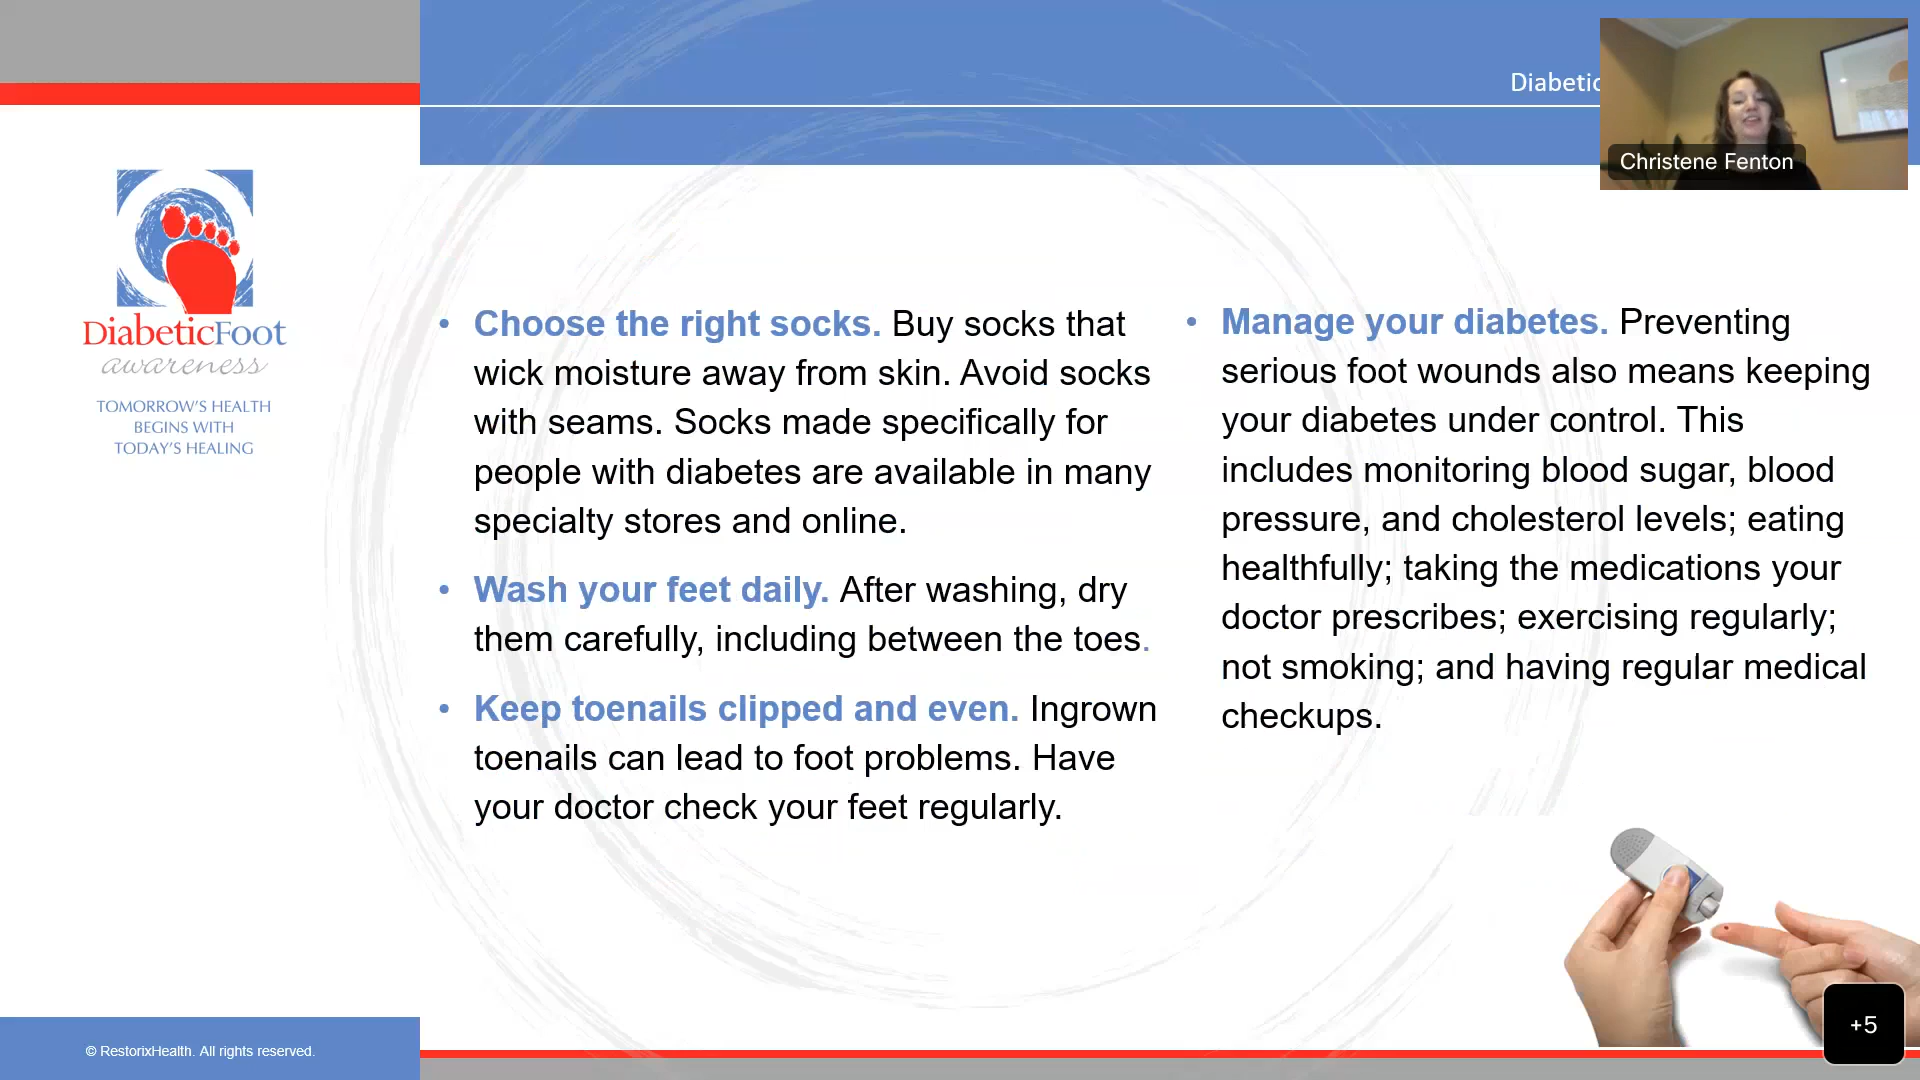 Diabetic
Christene Fenton
DiabeticFoot
awareness
TOMORROW'S HEALTH
BEGINS WITH
TODAY'S HEALING
• Choose the right socks. Buy socks that
wick moisture away from skin. Avoid socks
with seams. Socks made specifically for
people with diabetes are available in many
specialty stores and online.
• Wash your feet daily. After washing, dry
them carefully, including between the toes.
• Keep toenails clipped and even. Ingrown
toenails can lead to foot problems. Have
your doctor check your feet regularly.
• Manage your diabetes. Preventing
serious foot wounds also means keeping
your diabetes under control. This
includes monitoring blood sugar, blood
pressure, and cholesterol levels; eating
healthfully; taking the medications your
doctor prescribes; exercising regularly;
not smoking; and having regular medical
checkups.
+5
© RestorixHealth. All rights reserved.